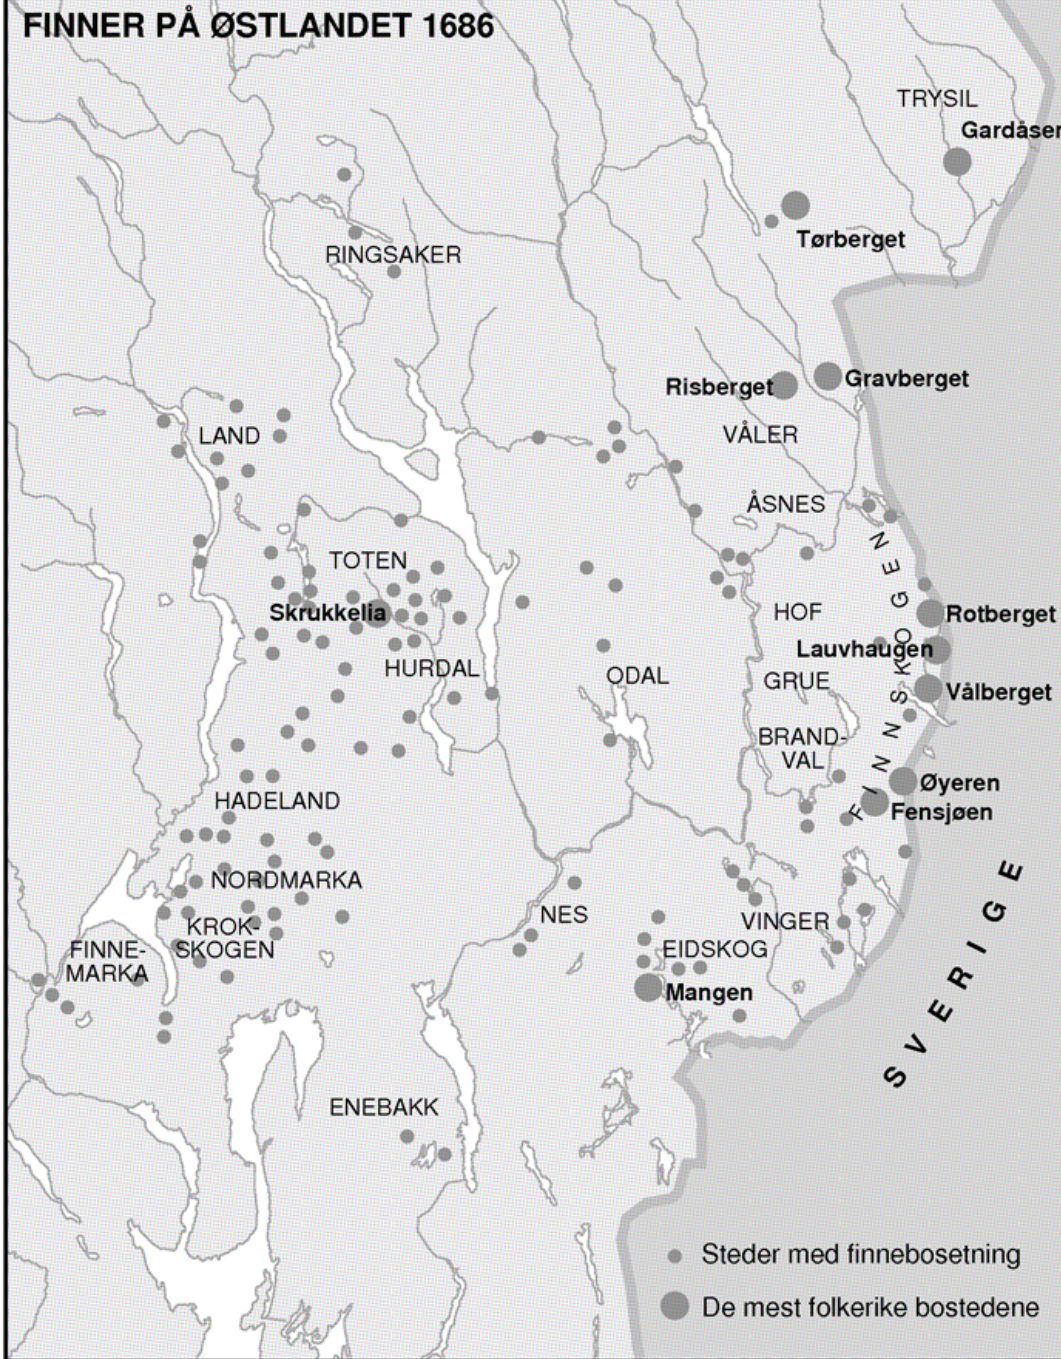 FINNER PÅ ØSTLANDET 1686
TRYSIL
Gardåsen
Tørberget
RINGSAKER
Risberget
Gravberget
VÅLER
LAND
ÅSNES
TOTEN
Skrukkelia
HOF
Rotberget
Lauvhaugen
HURDAL
ODAL
GRUE
Vålberget
FINNSKOGEN
BRAND-
VAL
Øyeren
Fensjøen
HADELAND
NORDMARKA
NES
VINGER
KROK-
SKOGEN
FINNE-
MARKA
EIDSKOG
Mangen
SVERIGE
ENEBAKK
Steder med finnebosetning
De mest folkerike bostedene